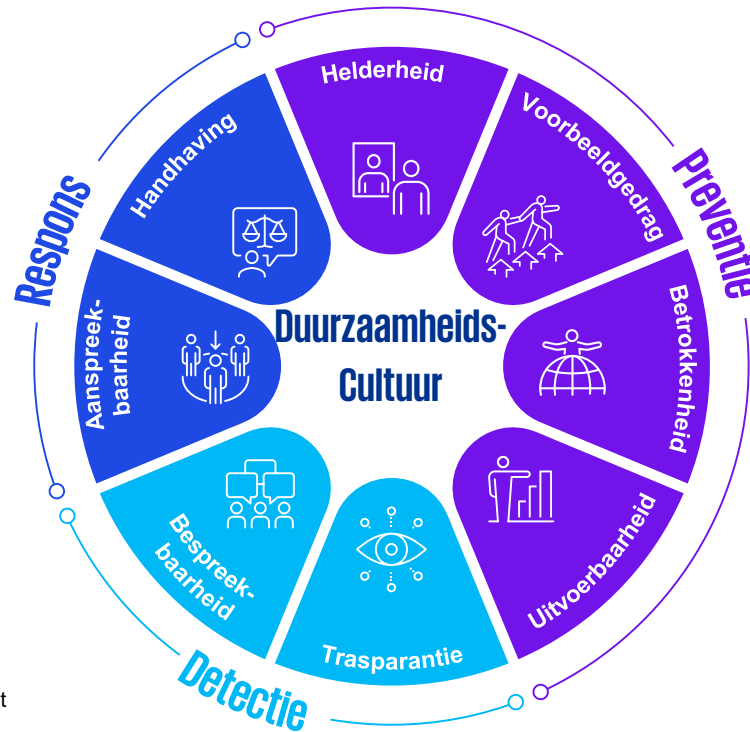 Helderheid
Voorbeeldgedrag
Betrokkenheid
Uitvoerbaarheid
Trasparantie
Bespreek-
baarheid
Aanspreek-
baarheid
Handhaving
Preventie
Detectie
Respons
Duurzaamheids-
Cultuur
t